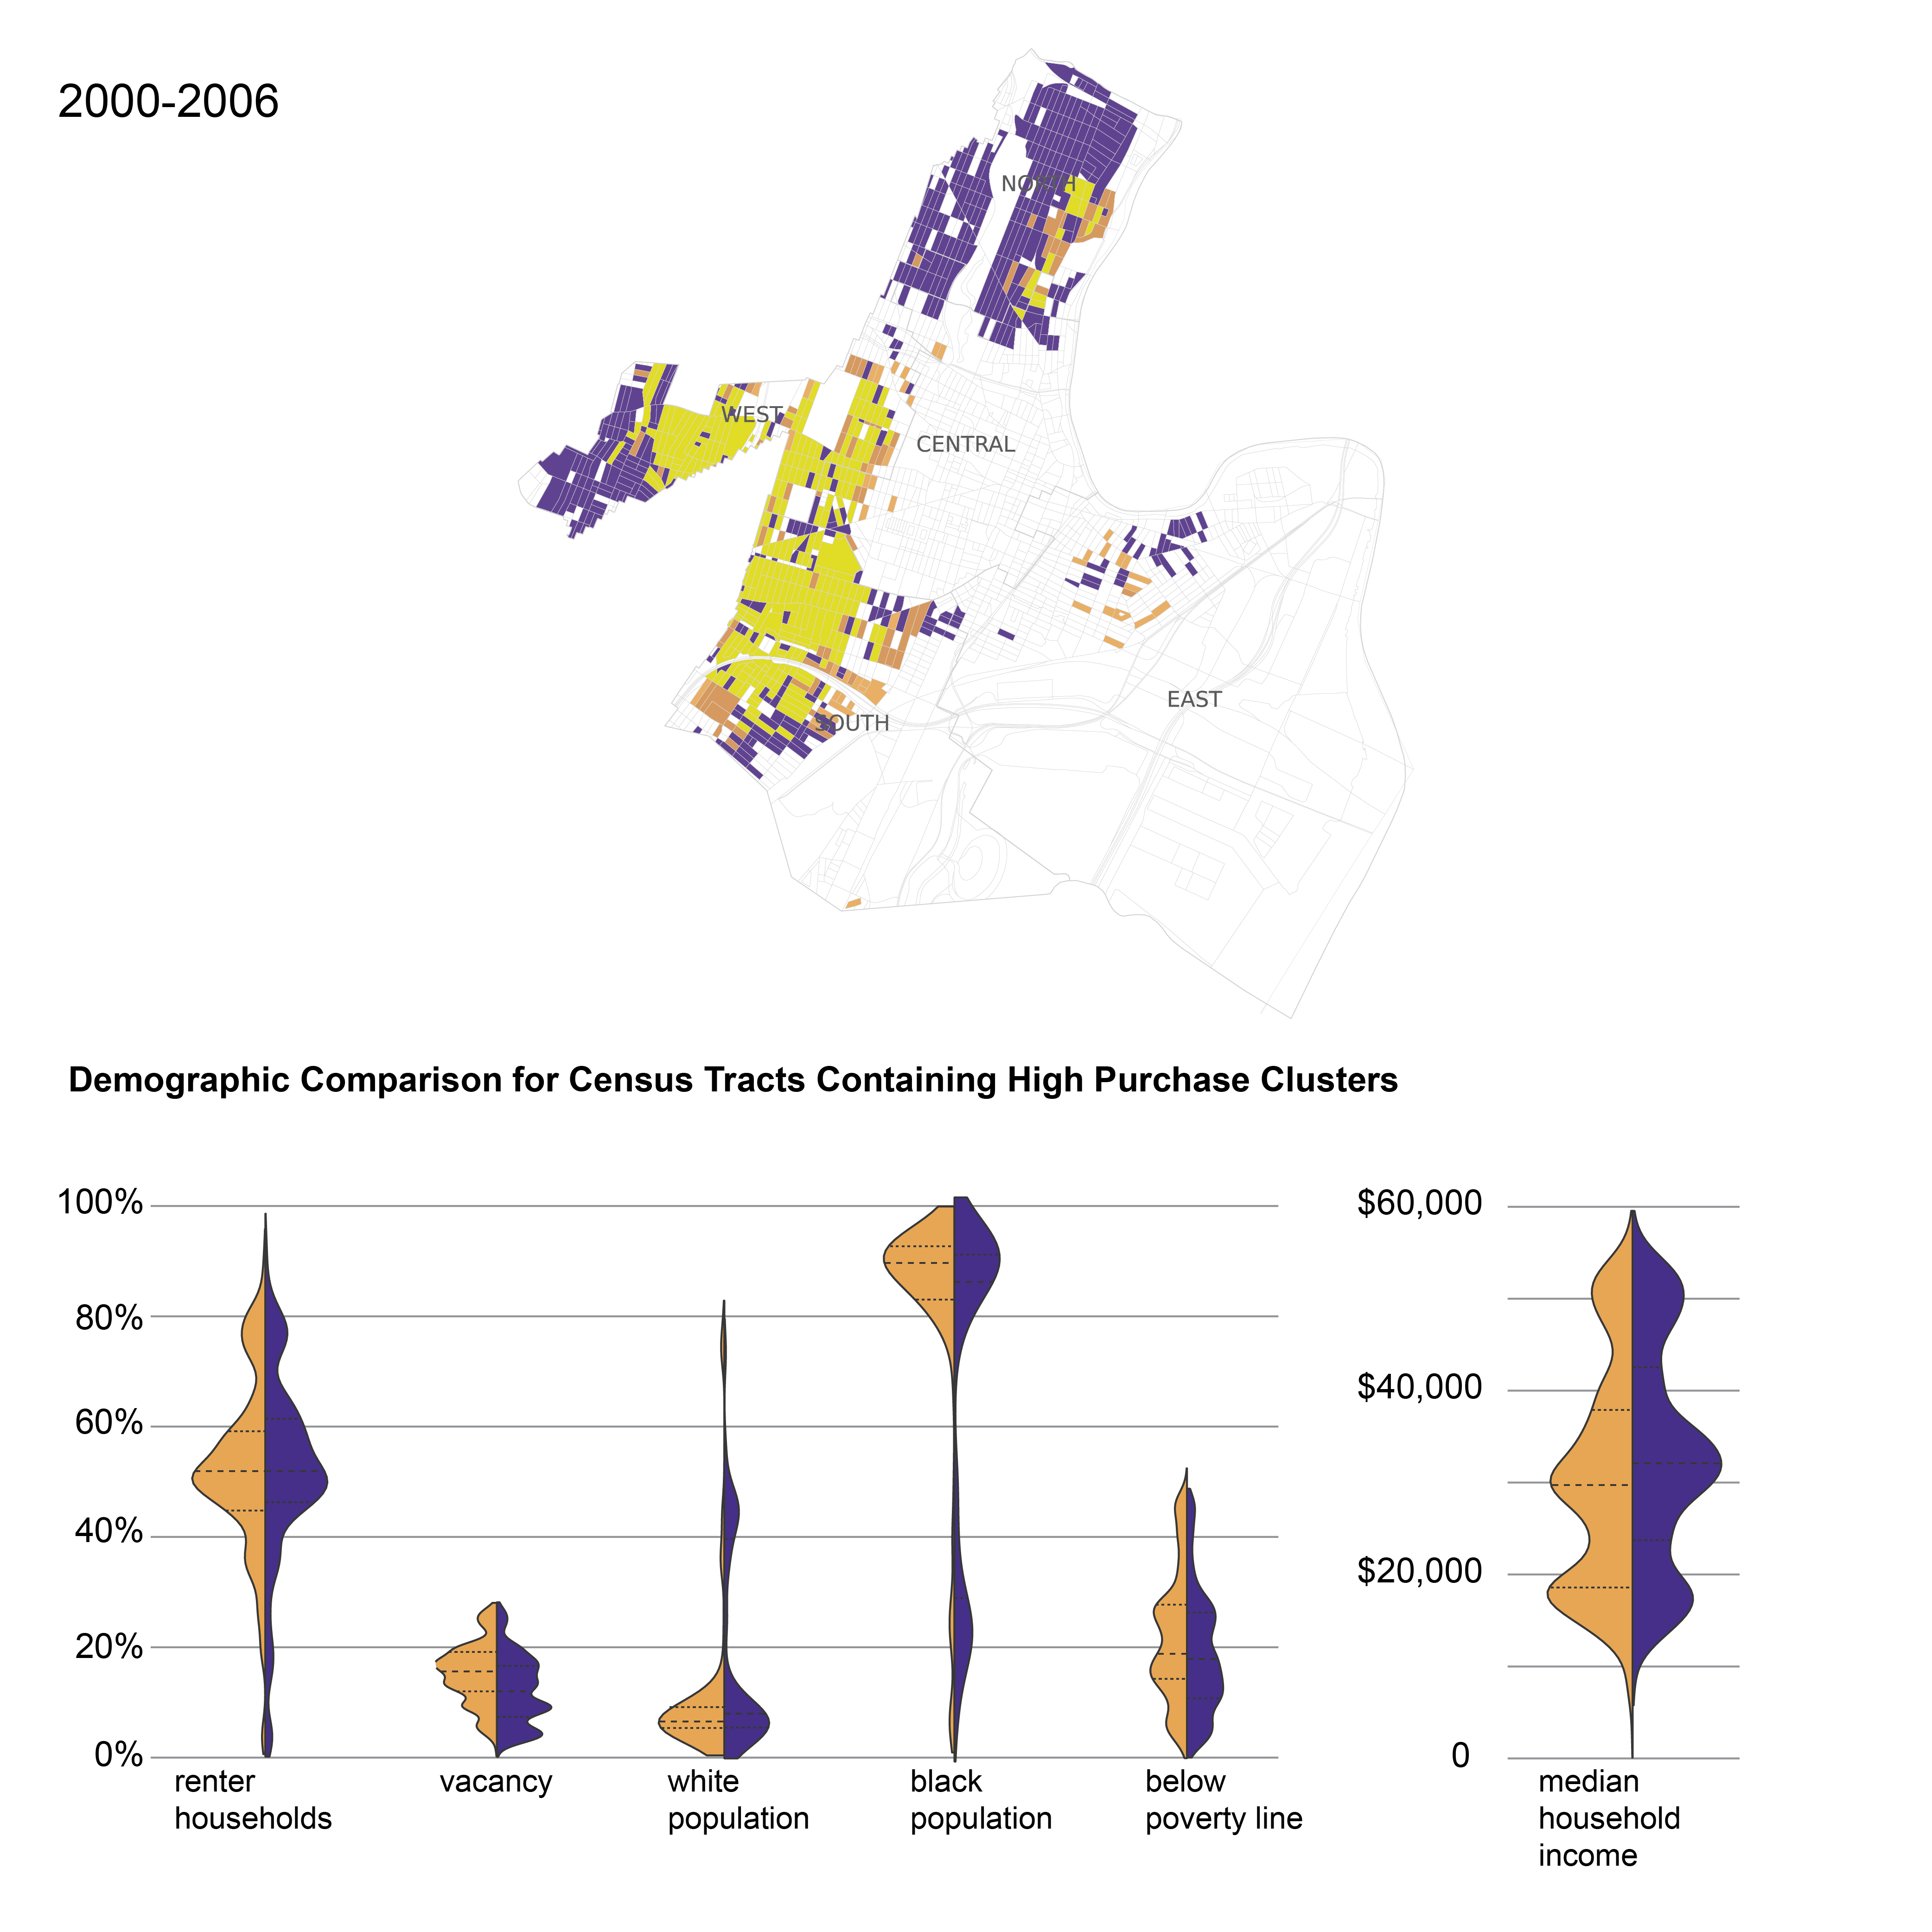 2000-2006
NORTH
WEST
CENTRAL
EAST
SOUTH
Demographic Comparison for Census Tracts Containing High Purchase Clusters
100%
80%
60%
40%
20%
0%
$60,000
$40,000
$20,000
0
renter
households
vacancy
white
population
black
population
below
poverty line
median
household
income